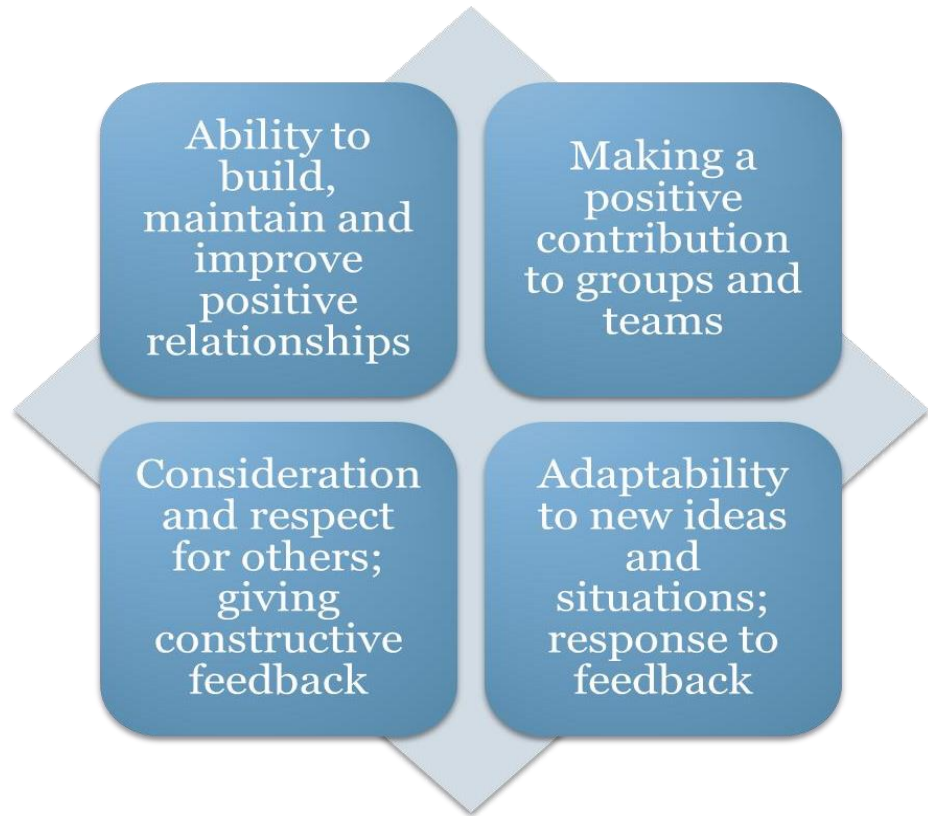 Ability to
build,
maintain and
improve
positive
relationships
Making a
positive
contribution
to groups and
teams
Consideration
and respect
for others;
giving
constructive
feedback
Adaptability
to new ideas
and
situations;
response to
feedback